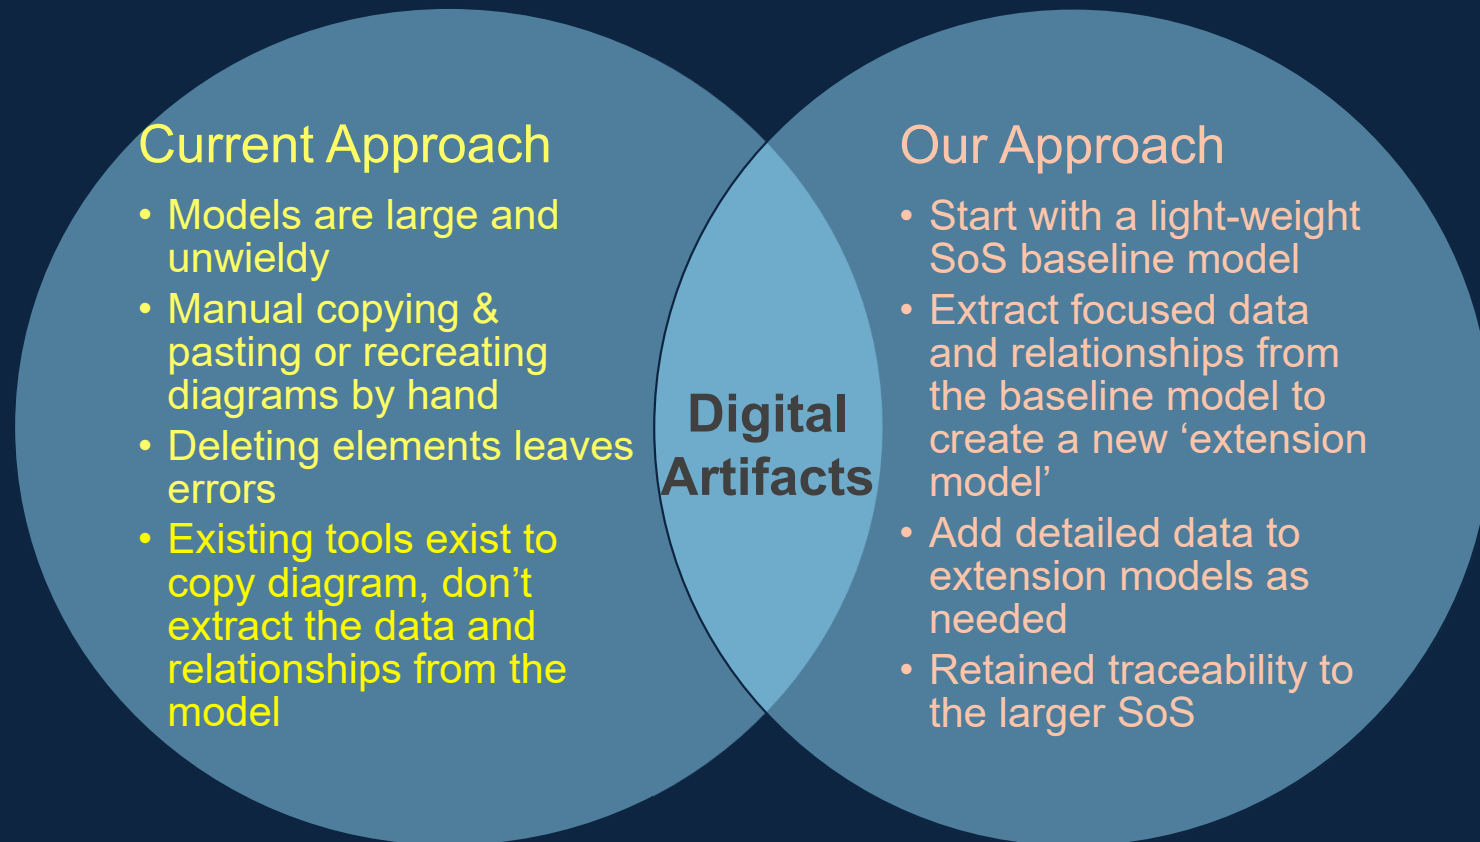 Current Approach
• Models are large and
unwieldy
• Manual copying &
pasting or recreating
diagrams by hand
• Deleting elements leaves
errors
• Existing tools exist to
copy diagram, don’t
extract the data and
relationships from the
model
Digital
Artifacts
Our Approach
• Start with a light-weight
SoS baseline model
• Extract focused data
and relationships from
the baseline model to
create a new ‘extension
model’
• Add detailed data to
extension models as
needed
• Retained traceability to
the larger SoS